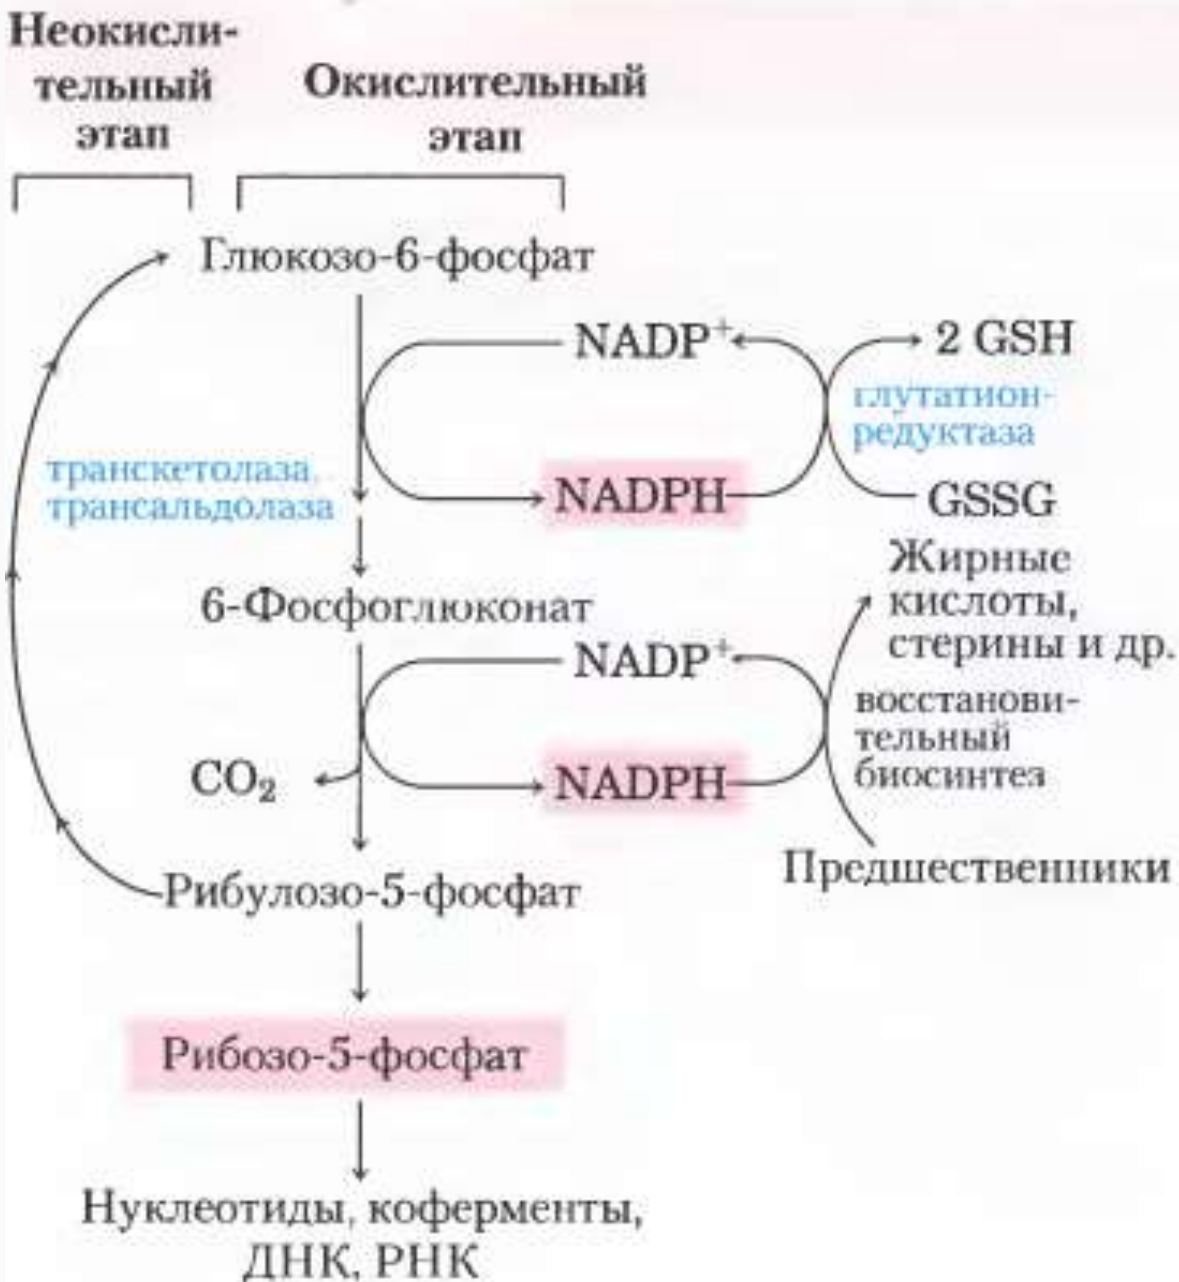 Неокисли-
тельный
этап
Окислительный
этап
Глюкозо-6-фосфат
NADP⁺
2 GSH
глутатион-
редуктаза
транскетолаза,
трансальдолаза
NADPH
GSSG
6-Фосфоглюконат
Жирные
кислоты,
стерины и др.
NADP⁺
восстанови-
тельный
биосинтез
CO₂
NADPH
Предшественники
Рибулозо-5-фосфат
Рибозо-5-фосфат
Нуклеотиды, коферменты,
ДНК, РНК